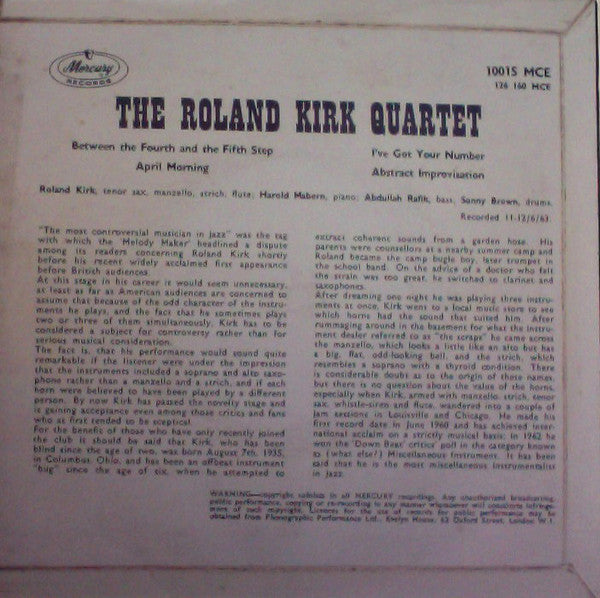 Mercury
RECORDS
10015 MCE
126 160 MCE
THE ROLAND KIRK QUARTET
Between the Fourth and the Fifth Step
April Morning
I've Got Your Number
Abstract Improvisation
Roland Kirk, tenor sax, manzello, strich, flute; Harold Mabern, piano; Abdullah Rafik, bass, Sonny Brown, drums.
Recorded 11-12/6/63.
"The most controversial musician in jazz" was the tag
with which the 'Melody Maker' headlined a dispute
among its readers concerning Roland Kirk shortly
before his recent widely acclaimed first appearance
before British audiences.
At this stage in his career it would seem unnecessary,
at least as far as American audiences are concerned to
assume that because of the odd character of the instru-
ments he plays, and the fact that he sometimes plays
two or three of them simultaneously, Kirk has to be
considered a subject for controversy rather than for
serious musical consideration.
The fact is, that his performance would sound quite
remarkable if the listener were under the impression
that the instruments included a soprano and alto saxo-
phone rather than a manzello and a strich, and if each
horn were believed to have been played by a different
person. By now Kirk has passed the novelty stage and
is gaining acceptance even among those critics and fans
who at first tended to be sceptical.
For the benefit of those who have only recently joined
the club it should be said that Kirk, who has been
blind since the age of two, was born August 7th, 1935,
in Columbus, Ohio, and has been an offbeat instrument
"bug" since the age of six, when he attempted to
extract coherent sounds from a garden hose. His
parents were counsellors at a nearby summer camp and
Roland became the camp bugle boy, later trumpet in
the school band. On the advice of a doctor who felt
the strain was too great, he switched to clarinet and
saxophones.
After dreaming one night he was playing three instru-
ments at once, Kirk went to a local music store to see
which horns had the sound that suited him. After
rummaging around in the basement for what the instru-
ment dealer referred to as "the scraps" he came across
the manzello, which looks a little like an alto but has
a big, flat, odd-looking bell, and the strich, which
resembles a soprano with a thyroid condition. There
is considerable doubt as to the origin of these names,
but there is no question about the value of the horns,
especially when Kirk, armed with manzello, strich, tenor
sax, whistle-siren and flute, wandered into a couple of
jam sessions in Louisville and Chicago. He made his
first record date in June 1960 and has achieved inter-
national acclaim on a strictly musical basis: In 1962 he
won the 'Down Beat' critics' poll in the category known
as (what else?) Miscellaneous Instrument. It has been
said that he is the most miscellaneous instrumentalist
in jazz.
WARNING—copyright subsists in all MERCURY recordings. Any unauthorised broadcasting,
public performance, copying or re-recording in any manner whatsoever will constitute infringe-
ment of such copyright. Licences for the use of records for public performance may be
obtained from Phonographic Performance Ltd., Evelyn House, 62 Oxford Street, London W.1.